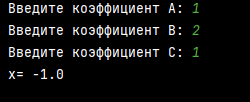 Введите коэффициент A: 1
Введите коэффициент B: 2
Введите коэффициент C: 1
x= -1.0